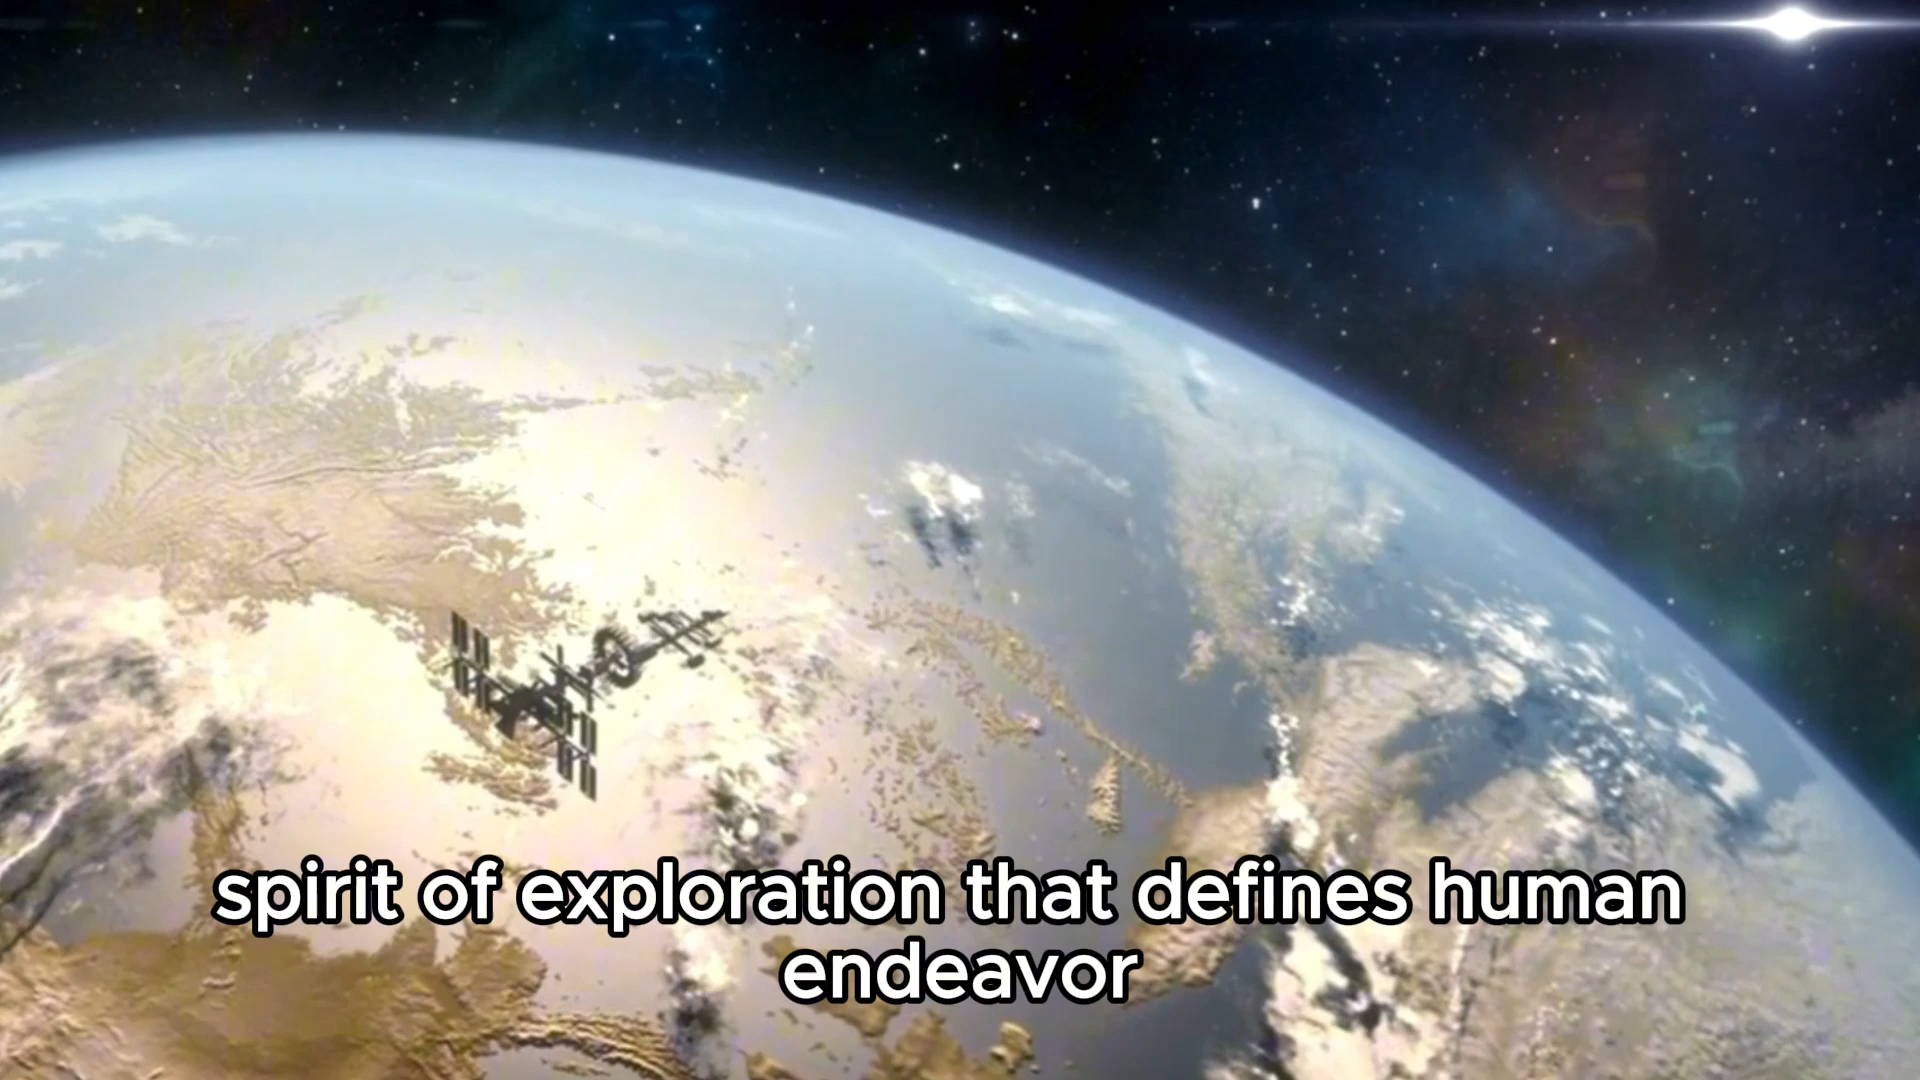 spirit of exploration that defines human
endeavor